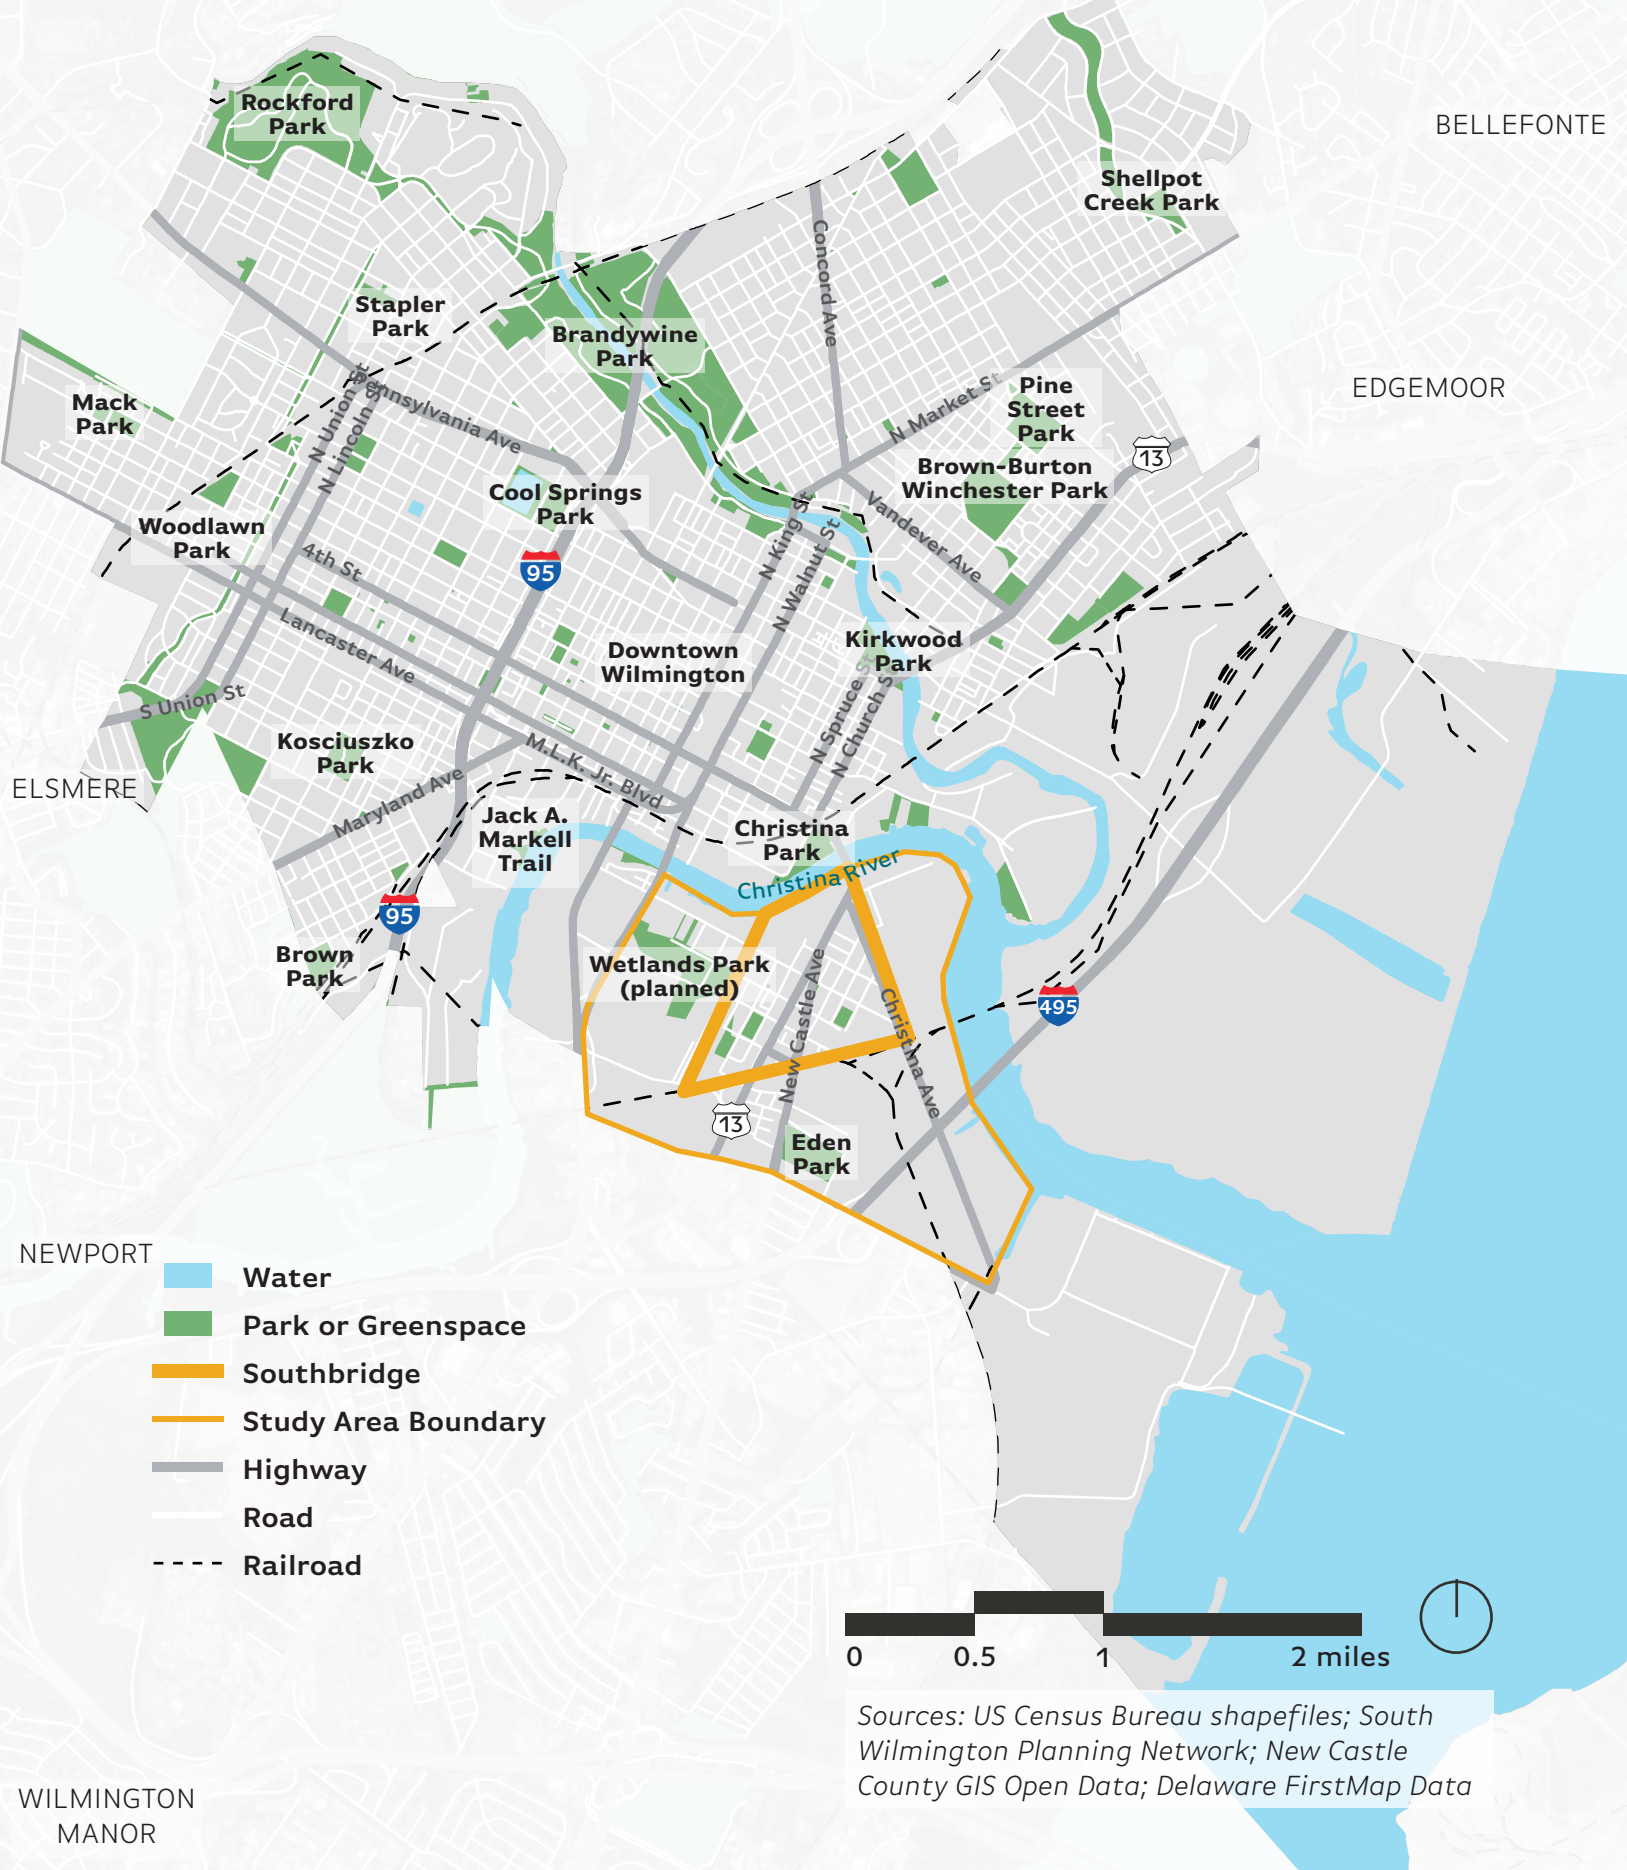 Rockford
Park
BELLEFONTE
Shellpot
Creek Park
Concord Ave
Stapler
Park
Brandywine
Park
N Union St
N Lincoln St
Pennsylvania Ave
Mack
Park
N Market St
Pine
Street
Park
EDGEMOOR
13
Brown-Burton
Winchester Park
Cool Springs
Park
Vandever Ave
N King St
N Walnut St
Woodlawn
Park
4th St
95
Lancaster Ave
Downtown
Wilmington
Kirkwood
Park
N Spruce St
N Church St
S Union St
Kosciuszko
Park
M.L.K. Jr. Blvd
ELSMERE
Maryland Ave
Jack A.
Markell
Trail
Christina
Park
Christina River
95
Brown
Park
Wetlands Park
(planned)
New Castle Ave
Christina Ave
495
13
Eden
Park
NEWPORT
Water
Park or Greenspace
Southbridge
Study Area Boundary
Highway
Road
Railroad
0 0.5 1 2 miles
Sources: US Census Bureau shapefiles; South
Wilmington Planning Network; New Castle
County GIS Open Data; Delaware FirstMap Data
WILMINGTON
MANOR